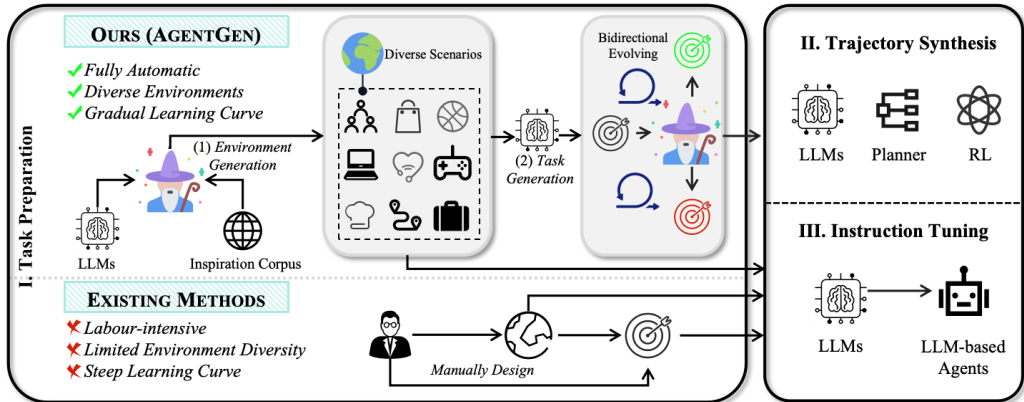 I. Task Preparation
OURS (AGENTGEN)
Fully Automatic
Diverse Environments
Gradual Learning Curve
(1) Environment
Generation
LLMs
Inspiration Corpus
Diverse Scenarios
(2) Task
Generation
Bidirectional
Evolving
EXISTING METHODS
Labour-intensive
Limited Environment Diversity
Steep Learning Curve
Manually Design
II. Trajectory Synthesis
LLMs
Planner
RL
III. Instruction Tuning
LLMs
LLM-based
Agents